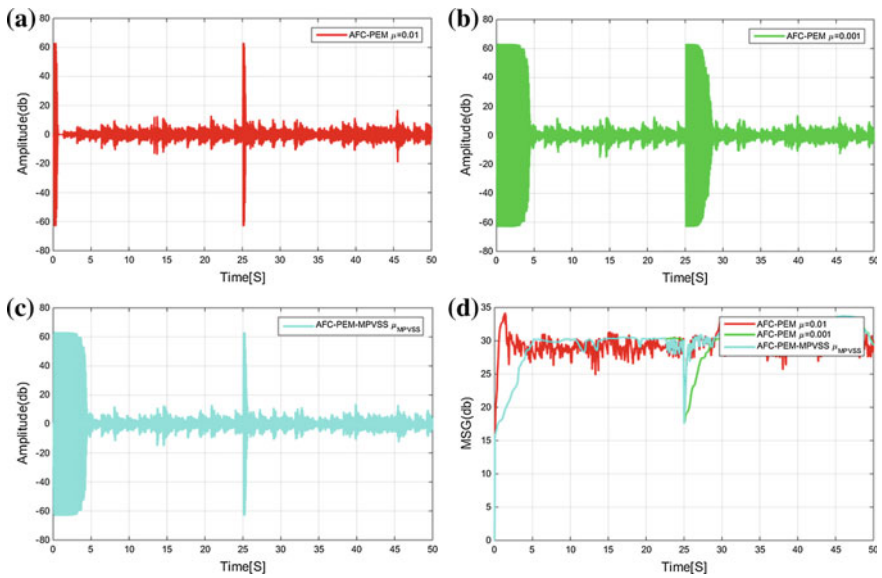 (a)
AFC-PEM μ=0.01
Amplitude(db)
80
60
40
20
0
-20
-40
-60
-80
0 5 10 15 20 25 30 35 40 45 50
Time[S]
(b)
AFC-PEM μ=0.001
Amplitude(db)
80
60
40
20
0
-20
-40
-60
-80
0 5 10 15 20 25 30 35 40 45 50
Time[S]
(c)
AFC-PEM-MPVSS μMPVSS
Amplitude(db)
80
60
40
20
0
-20
-40
-60
-80
0 5 10 15 20 25 30 35 40 45 50
Time[S]
(d)
AFC-PEM μ=0.01
AFC-PEM μ=0.001
AFC-PEM-MPVSS μMPVSS
MSG(db)
35
30
25
20
15
10
5
0
0 5 10 15 20 25 30 35 40 45 50
Time[S]